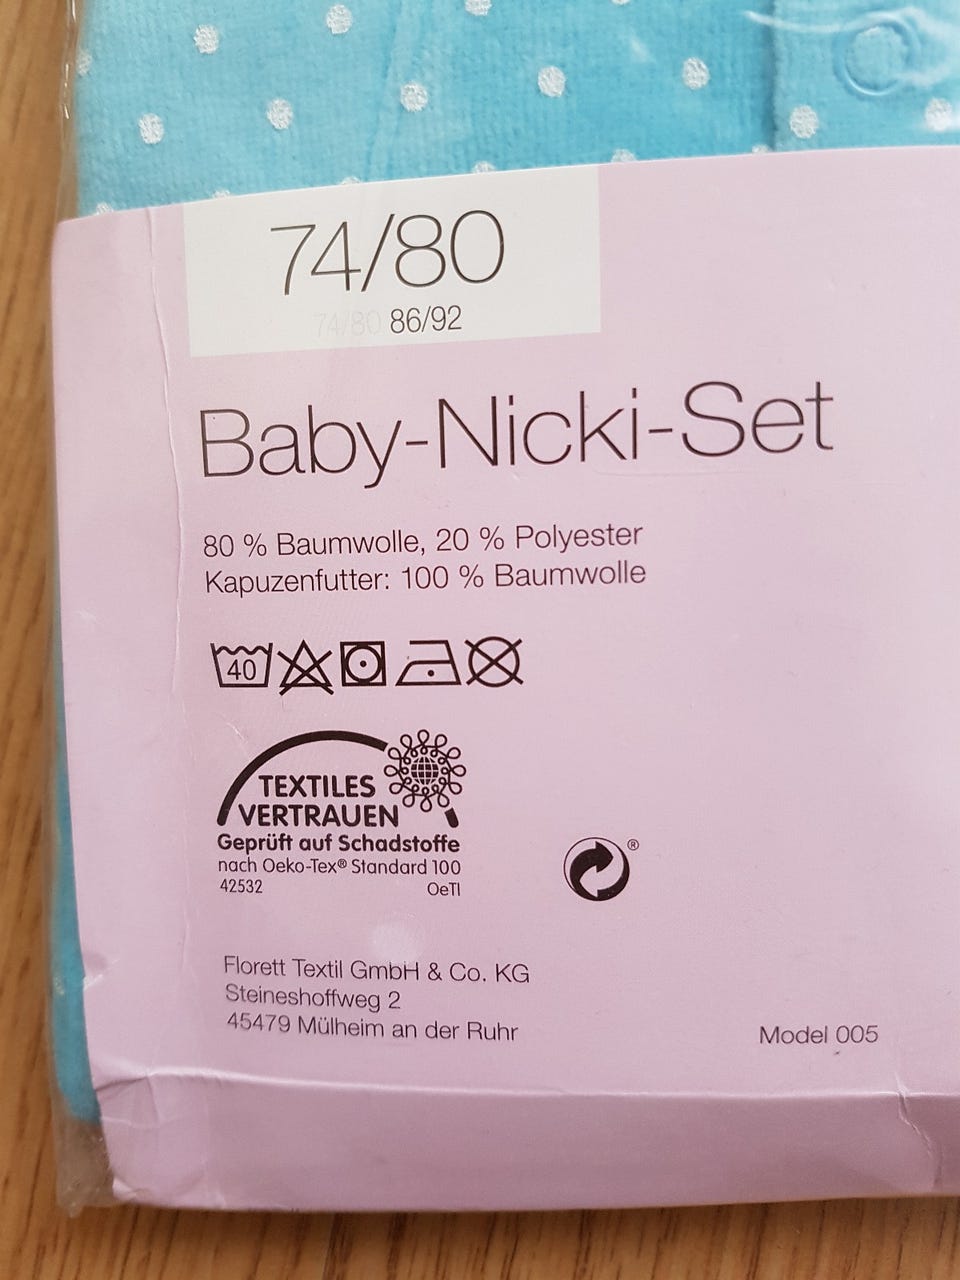 74/80
74/80 86/92
Baby-Nicki-Set
80 % Baumwolle, 20 % Polyester
Kapuzenfutter: 100 % Baumwolle
40
TEXTILES
VERTRAUEN
Geprüft auf Schadstoffe
nach Oeko-Tex® Standard 100
42532 OeTI
®
Florett Textil GmbH & Co. KG
Steineshoffweg 2
45479 Mülheim an der Ruhr
Model 005